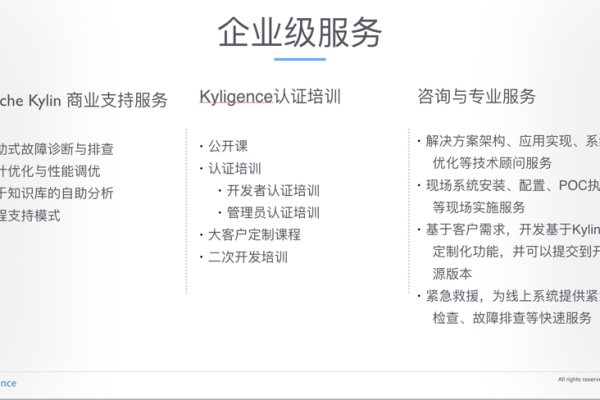 企业级服务
che Kylin 商业支持服务
式故障诊断与排查
优化与性能调优
知识库的自助分析
支持模式
Kyligence认证培训
· 公开课
· 认证培训
· 开发者认证培训
· 管理员认证培训
· 大客户定制课程
· 二次开发培训
咨询与专业服务
· 解决方案架构、应用实现、系
优化等技术顾问服务
· 现场系统安装、配置、POC执
等现场实施服务
· 基于客户需求，开发基于Kylin
定制化功能，并可以提交到开
源版本
· 紧急救援，为线上系统提供紧
检查、故障排查等快速服务
nce
All rights reserve